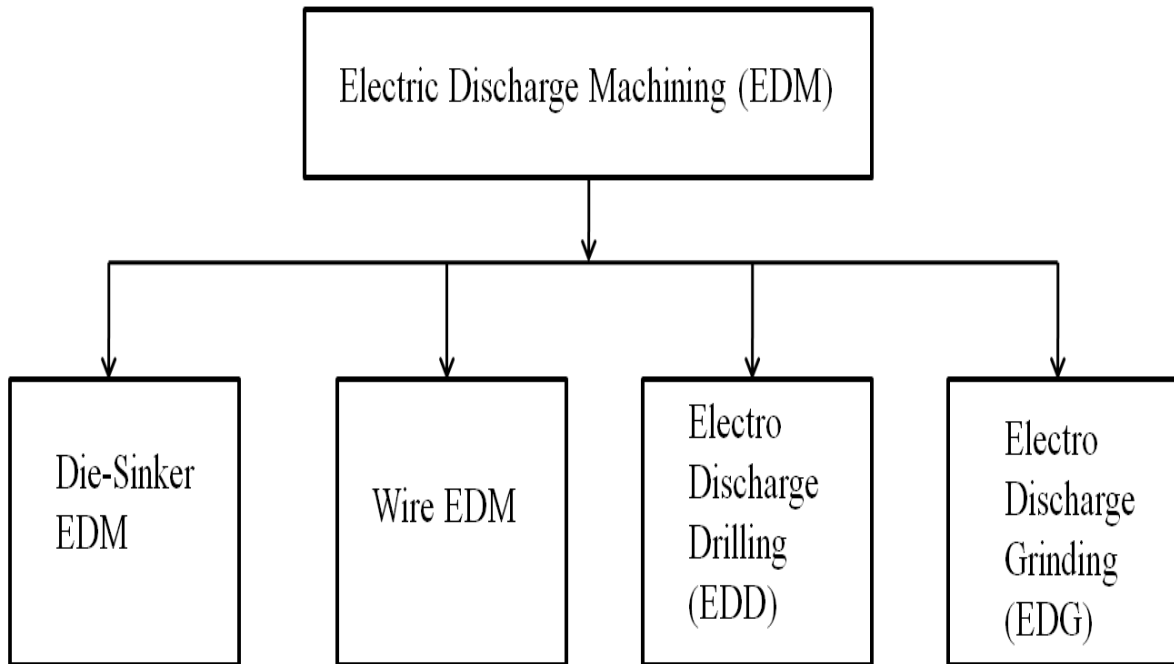 Electric Discharge Machining (EDM)
Die-Sinker
EDM
Wire EDM
Electro
Discharge
Drilling
(EDD)
Electro
Discharge
Grinding
(EDG)